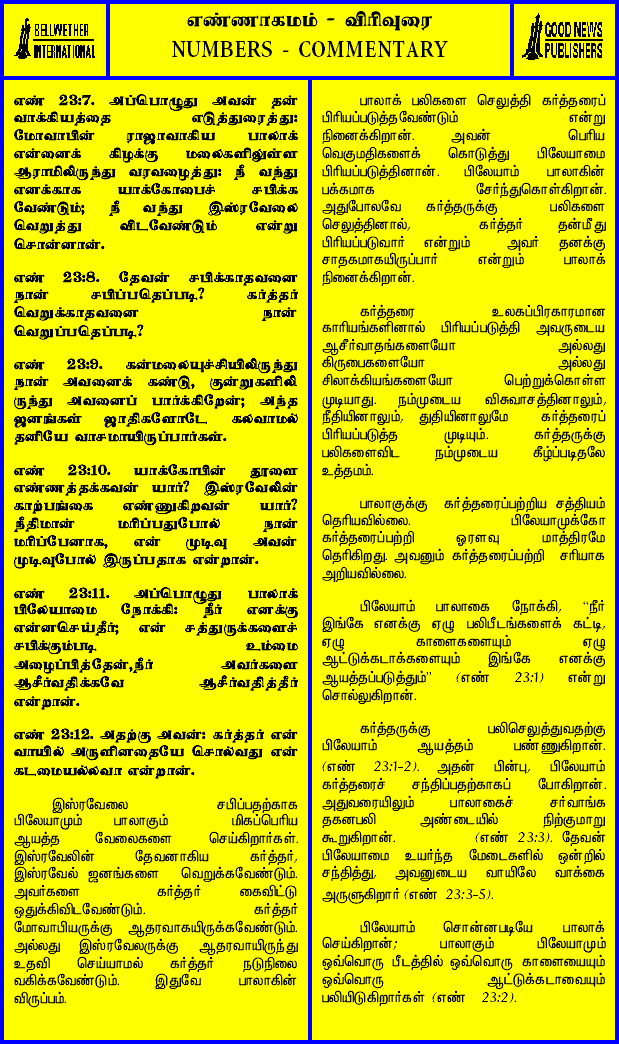 BELLWETHER
INTERNATIONAL
எண்ணாகமம் - விரிவுரை
NUMBERS - COMMENTARY
GOOD NEWS
PUBLISHERS
எண் 23:7. அப்பொழுது அவன் தன்
வாக்கியத்தை எடுத்துரைத்து:
மோவாபின் ராஜாவாகிய பாலாக்
என்னைக் கிழக்கு மலைகளிலுள்ள
ஆராமிலிருந்து வரவழைத்து: நீ வந்து
எனக்காக யாக்கோபைச் சபிக்க
வேண்டும்; நீ வந்து இஸ்ரவேலை
வெறுத்து விடவேண்டும் என்று
சொன்னான்.
எண் 23:8. தேவன் சபிக்காதவனை
நான் சபிப்பதெப்படி? கர்த்தர்
வெறுக்காதவனை நான்
வெறுப்பதெப்படி?
எண் 23:9. கன்மலையுச்சியிலிருந்து
நான் அவனைக் கண்டு, குன்றுகளிலி
ருந்து அவனைப் பார்க்கிறேன்; அந்த
ஜனங்கள் ஜாதிகளோடே கலவாமல்
தனியே வாசமாயிருப்பார்கள்.
எண் 23:10. யாக்கோபின் தூளை
எண்ணத்தக்கவன் யார்? இஸ்ரவேலின்
காற்பங்கை எண்ணுகிறவன் யார்?
நீதிமான் மரிப்பதுபோல் நான்
மரிப்பேனாக, என் முடிவு அவன்
முடிவுபோல் இருப்பதாக என்றான்.
எண் 23:11. அப்பொழுது பாலாக்
பிலேயாமை நோக்கி: நீர் எனக்கு
என்னசெய்தீர்; என் சத்துருக்களைச்
சபிக்கும்படி உம்மை
அழைப்பித்தேன்,நீர் அவர்களை
ஆசீர்வதிக்கவே ஆசீர்வதித்தீர்
என்றான்.
எண் 23:12. அதற்கு அவன்: கர்த்தர் என்
வாயில் அருளினதையே சொல்வது என்
கடமையல்லவா என்றான்.
இஸ்ரவேலை சபிப்பதற்காக
பிலேயாமும் பாலாகும் மிகப்பெரிய
ஆயத்த வேலைகளை செய்கிறார்கள்.
இஸ்ரவேலின் தேவனாகிய கர்த்தர்,
இஸ்ரவேல் ஜனங்களை வெறுக்கவேண்டும்.
அவர்களை கர்த்தர் கைவிட்டு
ஒதுக்கிவிடவேண்டும். கர்த்தர்
மோவாபியருக்கு ஆதரவாகயிருக்கவேண்டும்.
அல்லது இஸ்ரவேலருக்கு ஆதரவாயிருந்து
உதவி செய்யாமல் கர்த்தர் நடுநிலை
வகிக்கவேண்டும். இதுவே பாலாகின்
விருப்பம்.
பாலாக் பலிகளை செலுத்தி கர்த்தரைப்
பிரியப்படுத்தவேண்டும் என்று
நினைக்கிறான். அவன் பெரிய
வெகுமதிகளைக் கொடுத்து பிலேயாமை
பிரியப்படுத்தினான். பிலேயாம் பாலாகின்
பக்கமாக சேர்ந்துகொள்கிறான்.
அதுபோலவே கர்த்தருக்கு பலிகளை
செலுத்தினால், கர்த்தர் தன்மீது
பிரியப்படுவார் என்றும் அவர் தனக்கு
சாதகமாகயிருப்பார் என்றும் பாலாக்
நினைக்கிறான்.
கர்த்தரை உலகப்பிரகாரமான
காரியங்களினால் பிரியப்படுத்தி அவருடைய
ஆசீர்வாதங்களையோ அல்லது
கிருபைகளையோ அல்லது
சிலாக்கியங்களையோ பெற்றுக்கொள்ள
முடியாது. நம்முடைய விசுவாசத்தினாலும்,
நீதியினாலும், துதியினாலுமே கர்த்தரைப்
பிரியப்படுத்த முடியும். கர்த்தருக்கு
பலிகளைவிட நம்முடைய கீழ்ப்படிதலே
உத்தமம்.
பாலாகுக்கு கர்த்தரைப்பற்றிய சத்தியம்
தெரியவில்லை. பிலேயாமுக்கோ
கர்த்தரைப்பற்றி ஓரளவு மாத்திரமே
தெரிகிறது. அவனும் கர்த்தரைப்பற்றி சரியாக
அறியவில்லை.
பிலேயாம் பாலாகை நோக்கி, "நீர்
இங்கே எனக்கு ஏழு பலிபீடங்களைக் கட்டி,
ஏழு காளைகளையும் ஏழு
ஆட்டுக்கடாக்களையும் இங்கே எனக்கு
ஆயத்தப்படுத்தும்" (எண் 23:1) என்று
சொல்லுகிறான்.
கர்த்தருக்கு பலிசெலுத்துவதற்கு
பிலேயாம் ஆயத்தம் பண்ணுகிறான்.
(எண் 23:1-2). அதன் பின்பு, பிலேயாம்
கர்த்தரைச் சந்திப்பதற்காகப் போகிறான்.
அதுவரையிலும் பாலாகைச் சர்வாங்க
தகனபலி அண்டையில் நிற்குமாறு
கூறுகிறான். (எண் 23:3). தேவன்
பிலேயாமை உயர்ந்த மேடைகளில் ஒன்றில்
சந்தித்து, அவனுடைய வாயிலே வாக்கை
அருளுகிறார் (எண் 23:3-5).
பிலேயாம் சொன்னபடியே பாலாக்
செய்கிறான்; பாலாகும் பிலேயாமும்
ஒவ்வொரு பீடத்தில் ஒவ்வொரு காளையையும்
ஒவ்வொரு ஆட்டுக்கடாவையும்
பலியிடுகிறார்கள் (எண் 23:2).